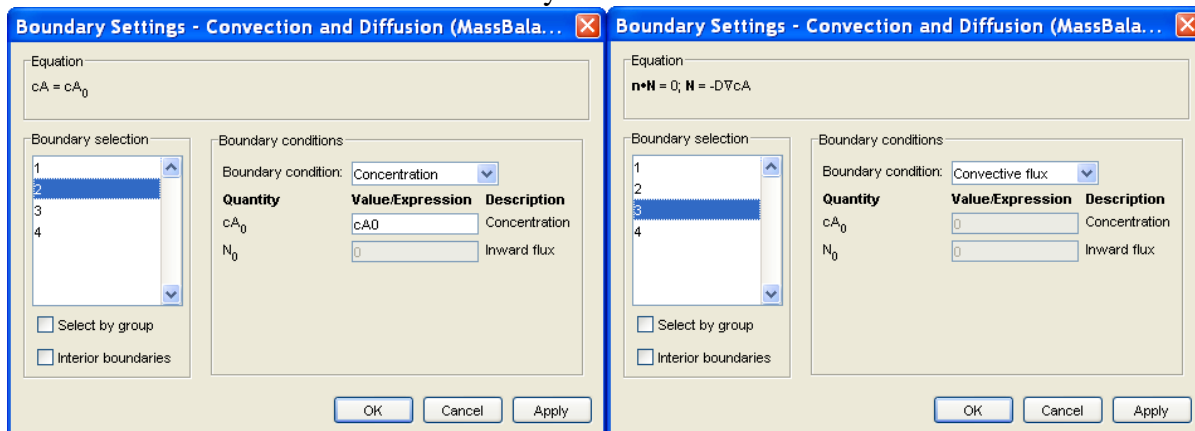 Boundary Settings - Convection and Diffusion (MassBala...
Equation
cA = cA0
Boundary selection
1
2
3
4
Select by group
Interior boundaries
Boundary conditions
Boundary condition: Concentration
Quantity Value/Expression Description
cA0 cA0 Concentration
N0 0 Inward flux
OK Cancel Apply
Boundary Settings - Convection and Diffusion (MassBala...
Equation
n•N = 0; N = -D∇cA
Boundary selection
1
2
3
4
Select by group
Interior boundaries
Boundary conditions
Boundary condition: Convective flux
Quantity Value/Expression Description
cA0 0 Concentration
N0 0 Inward flux
OK Cancel Apply